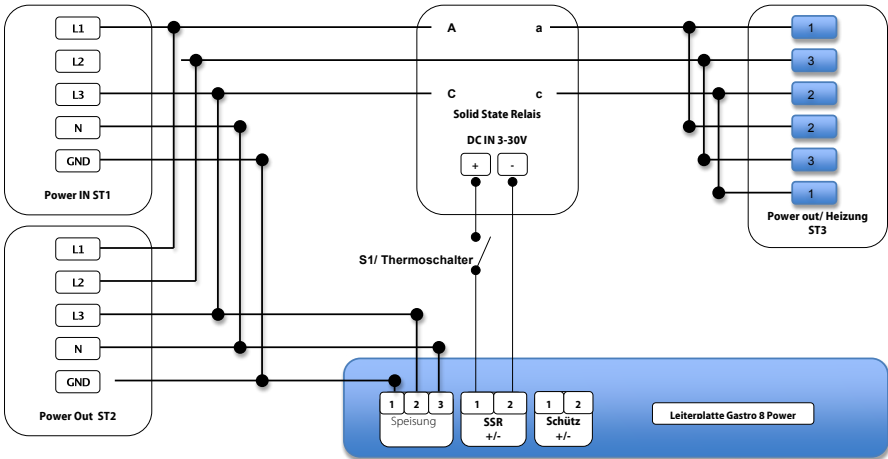 L1
L2
L3
N
GND
Power IN ST1
L1
L2
L3
N
GND
Power Out ST2
A a
C c
Solid State Relais
DC IN 3-30V
+ -
S1/ Thermoschalter
1
3
2
2
3
1
Power out/ Heizung
ST3
1 2 3
Speisung
1 2
SSR
+/-
1 2
Schütz
+/-
Leiterplatte Gastro 8 Power